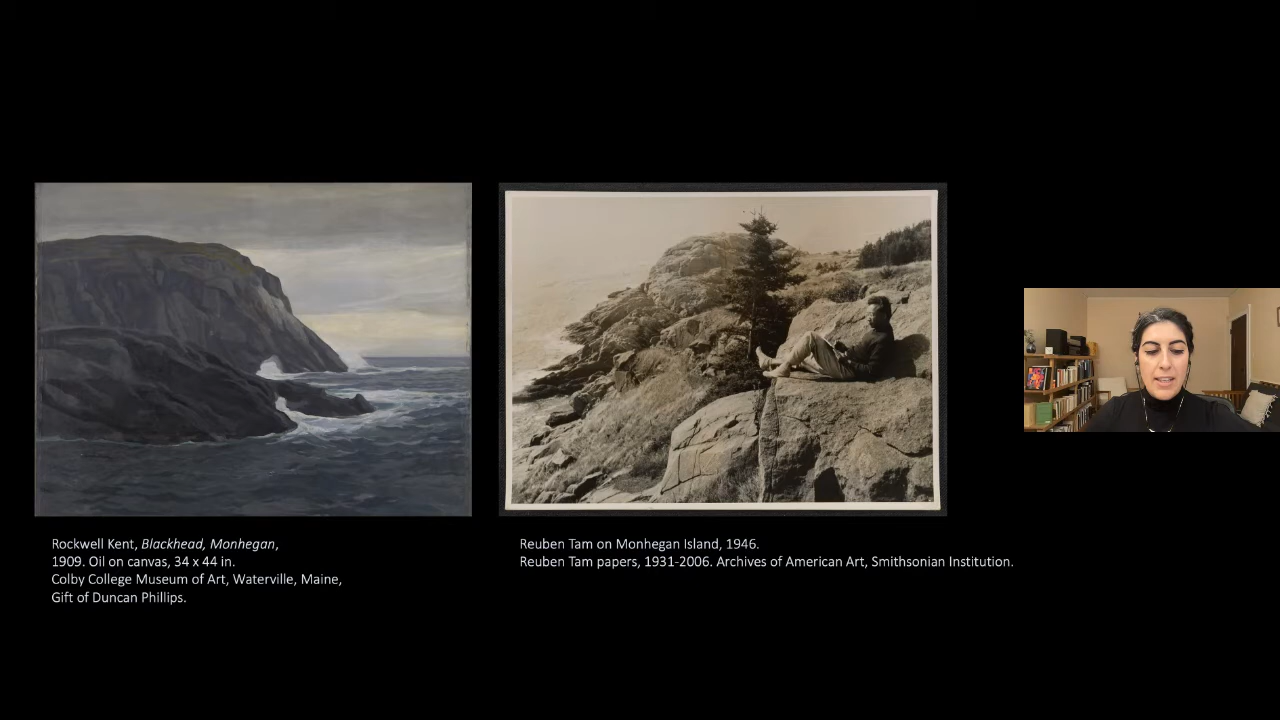 Rockwell Kent, Blackhead, Monhegan,
1909. Oil on canvas, 34 x 44 in.
Colby College Museum of Art, Waterville, Maine,
Gift of Duncan Phillips.
Reuben Tam on Monhegan Island, 1946.
Reuben Tam papers, 1931-2006. Archives of American Art, Smithsonian Institution.